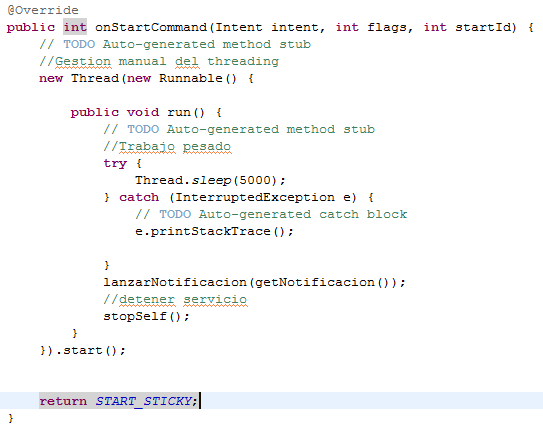 @Override
public int onStartCommand(Intent intent, int flags, int startId) {
// TODO Auto-generated method stub
//Gestion manual del threading
new Thread(new Runnable() {
public void run() {
// TODO Auto-generated method stub
//Trabajo pesado
try {
Thread.sleep(5000);
} catch (InterruptedException e) {
// TODO Auto-generated catch block
e.printStackTrace();
}
lanzarNotificacion(getNotificacion());
//detener servicio
stopSelf();
}
}).start();
return START_STICKY;
}